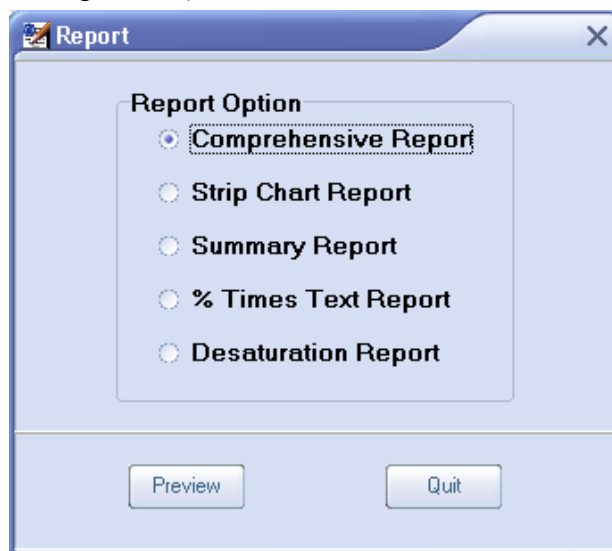 Report
Report Option
Comprehensive Report
Strip Chart Report
Summary Report
% Times Text Report
Desaturation Report
Preview
Quit